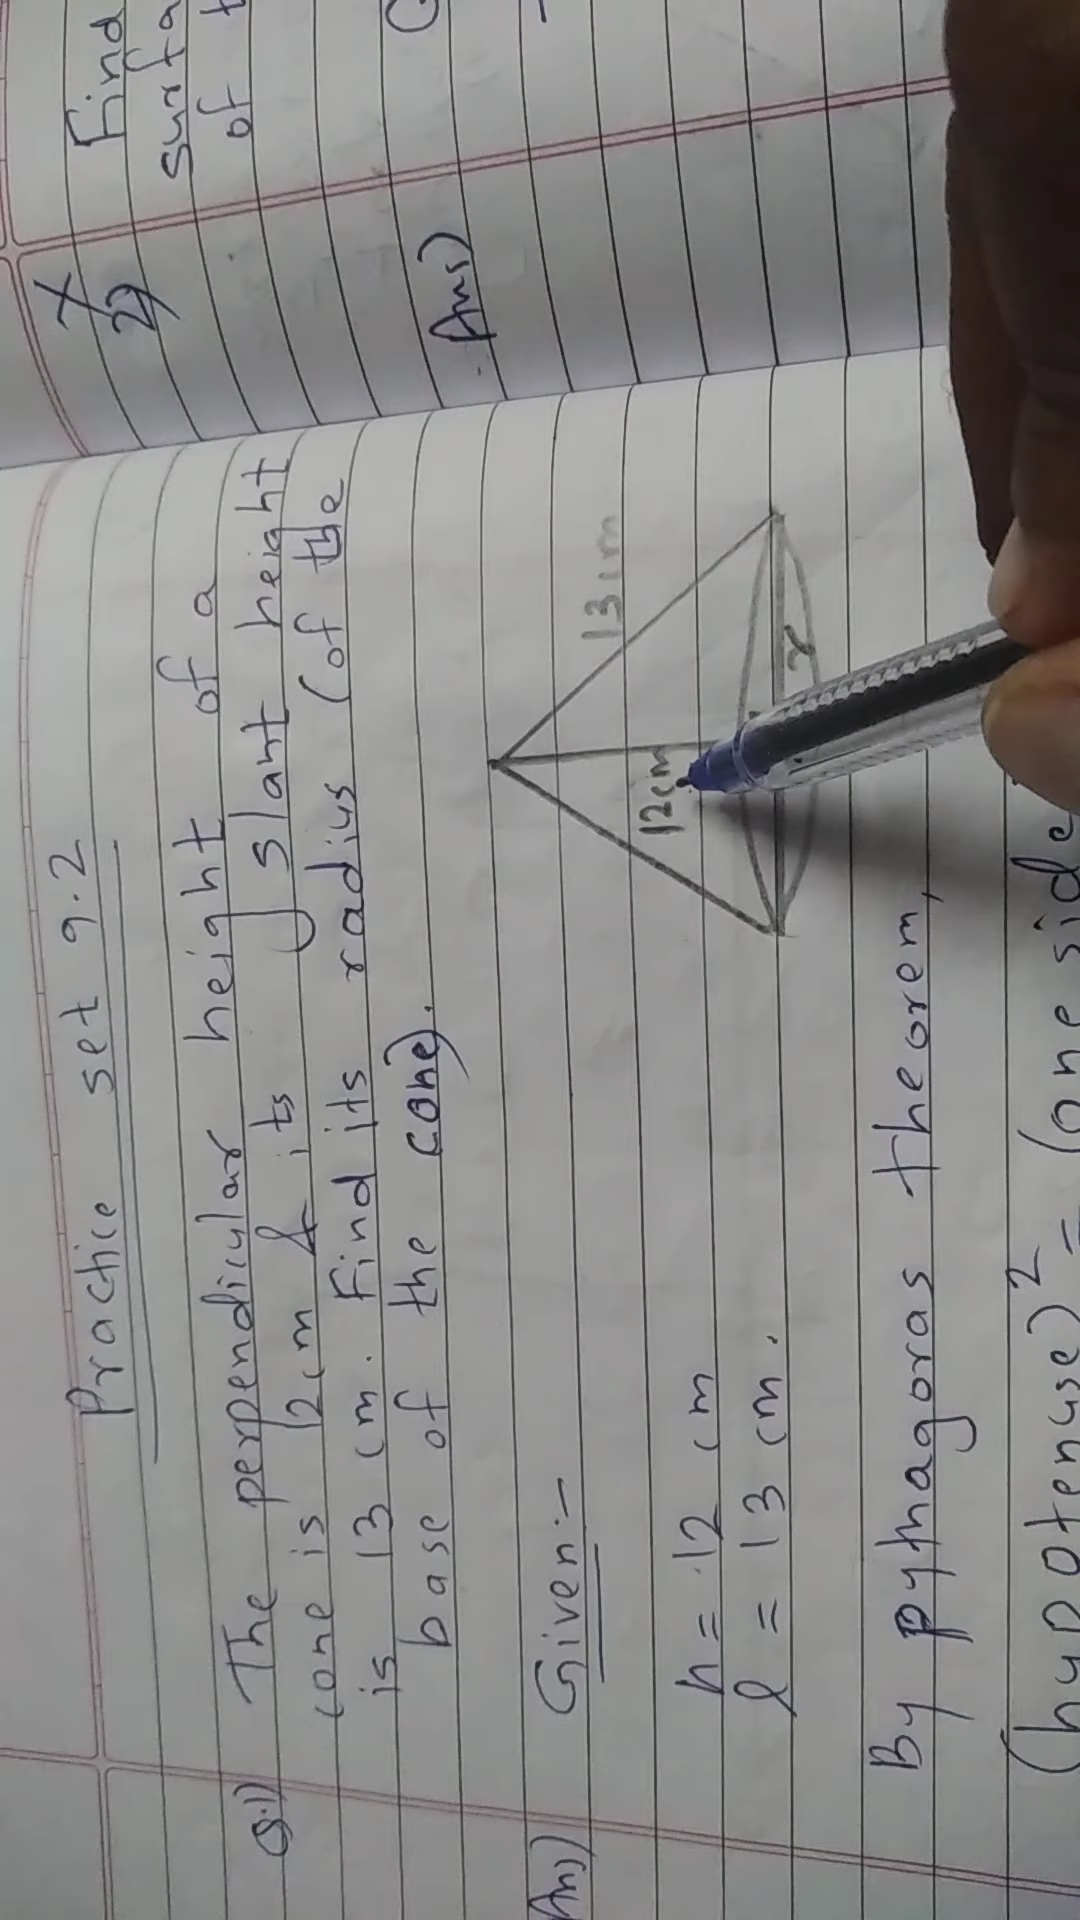 Practice set 9.2
Q.1) The perpendicular height of a
cone is 12cm & its slant height
is 13 cm. Find its radius (of the
base of the cone).
Ans) Given:-
h = 12 cm
l = 13 cm.
13cm
12cm
r
By pythagoras theorem,
(hypotenuse)² = (one side
2) Find
surfa
of t
Ans)